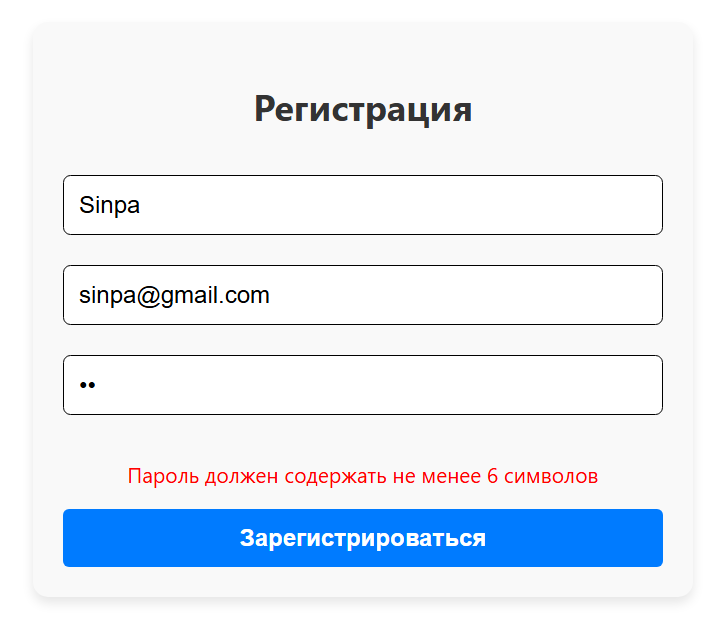 Регистрация
Sinpa
sinpa@gmail.com
••
Пароль должен содержать не менее 6 символов
Зарегистрироваться